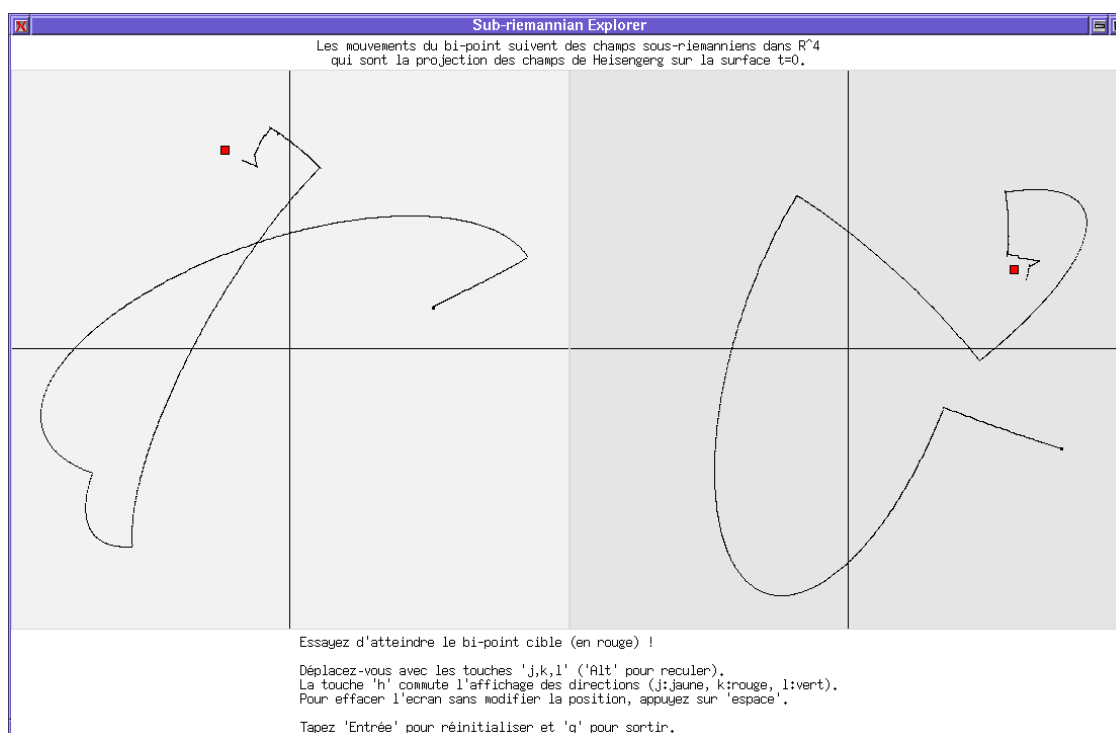 Sub-riemannian Explorer
Les mouvements du bi-point suivent des champs sous-riemanniens dans R^4
qui sont la projection des champs de Heisengerg sur la surface t=0.
Essayez d'atteindre le bi-point cible (en rouge) !
Déplacez-vous avec les touches 'j,k,l' ('Alt' pour reculer).
La touche 'h' commute l'affichage des directions (j:jaune, k:rouge, l:vert).
Pour effacer l'ecran sans modifier la position, appuyez sur 'espace'.
Tapez 'Entrée' pour réinitialiser et 'q' pour sortir.